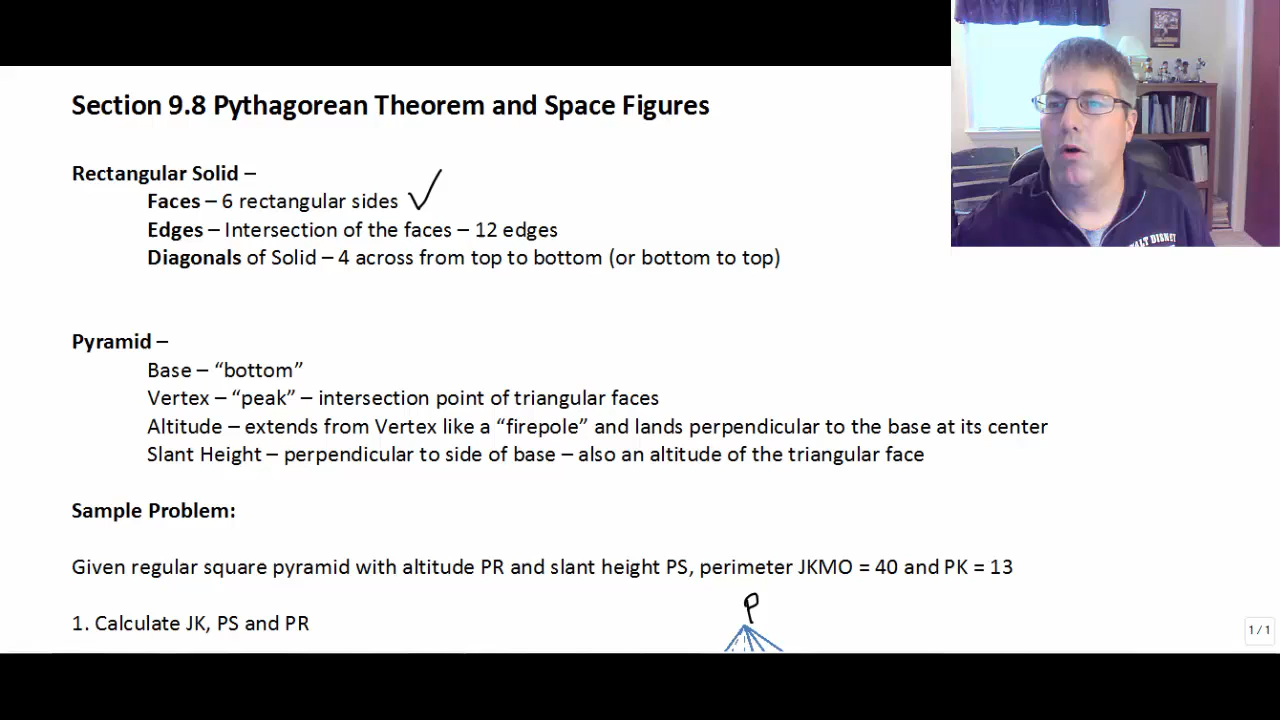 Section 9.8 Pythagorean Theorem and Space Figures
Rectangular Solid –
Faces – 6 rectangular sides
Edges – Intersection of the faces – 12 edges
Diagonals of Solid – 4 across from top to bottom (or bottom to top)
Pyramid –
Base – “bottom”
Vertex – “peak” – intersection point of triangular faces
Altitude – extends from Vertex like a “firepole” and lands perpendicular to the base at its center
Slant Height – perpendicular to side of base – also an altitude of the triangular face
Sample Problem:
Given regular square pyramid with altitude PR and slant height PS, perimeter JKMO = 40 and PK = 13
P
1. Calculate JK, PS and PR
1 / 1
WALT DISNEY